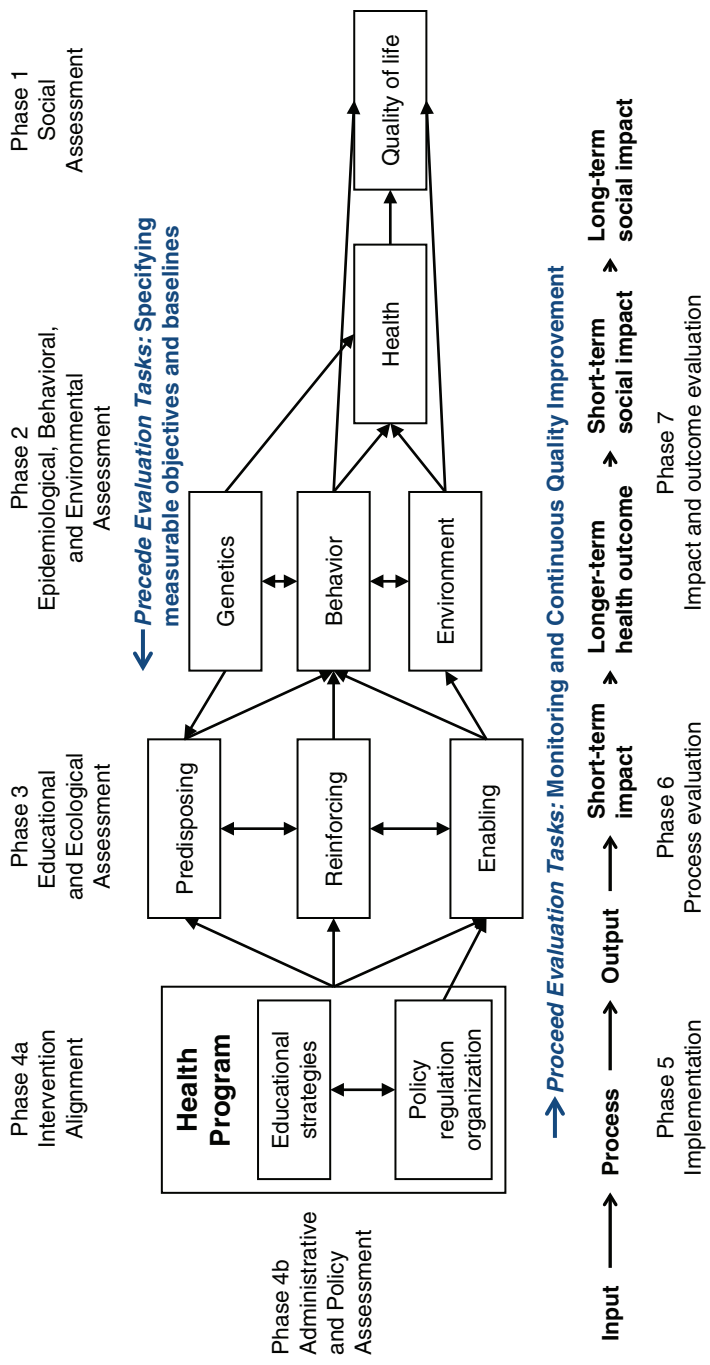 Phase 4b
Administrative
and Policy
Assessment
Phase 4a
Intervention
Alignment
Phase 3
Educational
and Ecological
Assessment
Phase 2
Epidemiological, Behavioral,
and Environmental
Assessment
Phase 1
Social
Assessment
Precede Evaluation Tasks: Specifying
measurable objectives and baselines
Health
Program
Educational
strategies
Policy
regulation
organization
Predisposing
Reinforcing
Enabling
Genetics
Behavior
Environment
Health
Quality of life
Proceed Evaluation Tasks: Monitoring and Continuous Quality Improvement
Input
Process
Output
Short-term
impact
Longer-term
health outcome
Short-term
social impact
Long-term
social impact
Phase 5
Implementation
Phase 6
Process evaluation
Phase 7
Impact and outcome evaluation